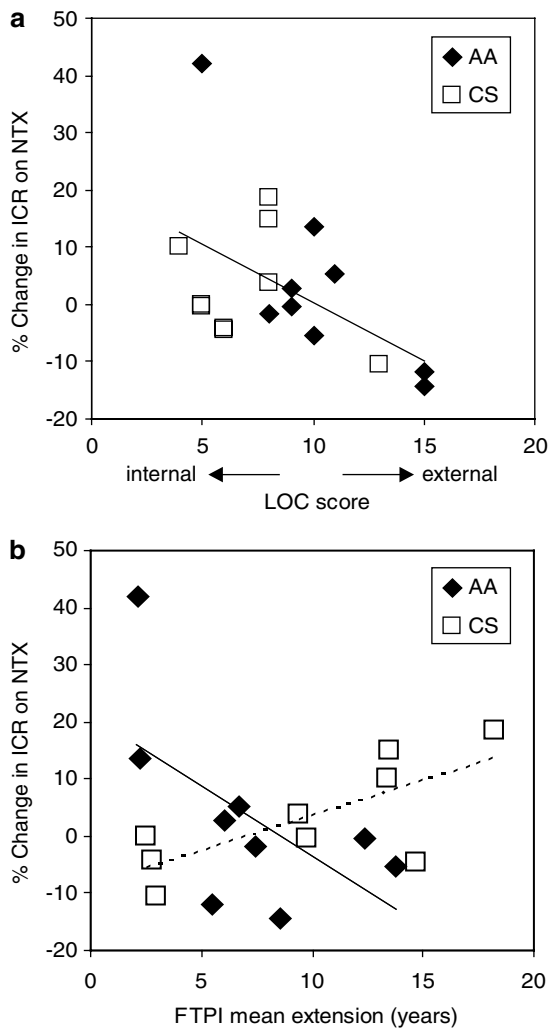 a
50
40
30
20
10
0
-10
-20
% Change in ICR on NTX
AA
CS
0 5 10 15 20
internal external
LOC score
b
50
40
30
20
10
0
-10
-20
% Change in ICR on NTX
AA
CS
0 5 10 15 20
FTPI mean extension (years)